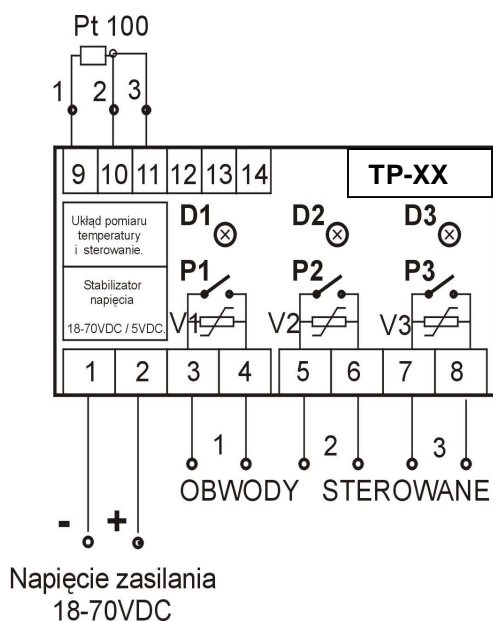 Pt 100
1 2 3
9 10 11 12 13 14
TP-XX
Układ pomiaru
temperatury
i sterowanie.
D1 D2 D3
Stabilizator
napięcia
18-70VDC / 5VDC.
P1 P2 P3
V1 V2 V3
1 2 3 4 5 6 7 8
1 2 3
OBWODY STEROWANE
- +
Napięcie zasilania
18-70VDC